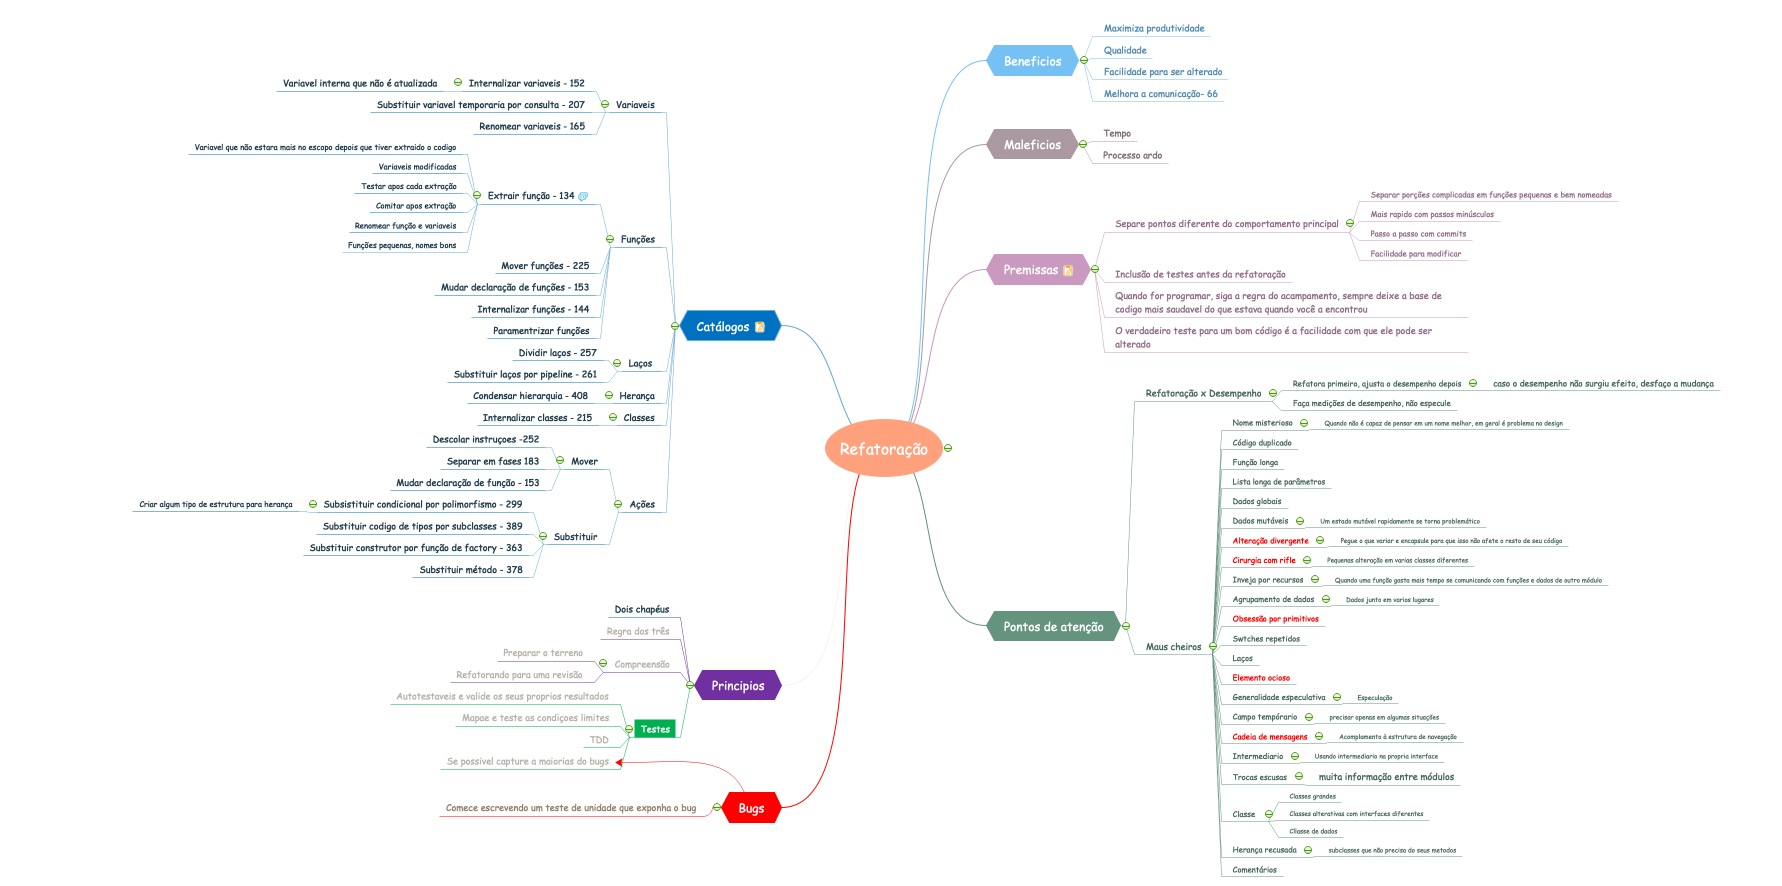 Refatoração
Beneficios
Maximiza produtividade
Qualidade
Facilidade para ser alterado
Melhora a comunicação- 66
Maleficios
Tempo
Processo ardo
Premissas
Separe pontos diferente do comportamento principal
Separar porções complicadas em funções pequenas e bem nomeadas
Mais rapido com passos minúsculos
Passo a passo com commits
Facilidade para modificar
Inclusão de testes antes da refatoração
Quando for programar, siga a regra do acampamento, sempre deixe a base de
codigo mais saudavel do que estava quando você a encontrou
O verdadeiro teste para um bom código é a facilidade com que ele pode ser
alterado
Pontos de atenção
Refatoração x Desempenho
Refatora primeiro, ajusta o desempenho depois
caso o desempenho não surgiu efeito, desfaço a mudança
Faça medições de desempenho, não especule
Maus cheiros
Nome misterioso
Quando não é capaz de pensar em um nome melhor, em geral é problema no design
Código duplicado
Função longa
Lista longa de parâmetros
Dados globais
Dados mutáveis
Um estado mutável rapidamente se torna problemático
Alteração divergente
Pegue o que variar e encapsule para que isso não afete o resto de seu código
Cirurgia com rifle
Pequenas alteração em varias classes diferentes
Inveja por recursos
Quando uma função gasta mais tempo se comunicando com funções e dados de outro módulo
Agrupamento de dados
Dados junto em varios lugares
Obsessão por primitivos
Swtches repetidos
Laços
Elemento ocioso
Generalidade especulativa
Especulação
Campo tempórario
precisar apenas em algumas situações
Cadeia de mensagens
Acomplamento à estrutura de navegação
Intermediario
Usando intermediario na propria interface
Trocas escusas
muita informação entre módulos
Classe
Classes grandes
Classes alterativas com interfaces diferentes
Cllasse de dados
Herança recusada
subclasses que não precisa do seus metodos
Comentários
Catálogos
Variaveis
Internalizar variaveis - 152
Variavel interna que não é atualizada
Substituir variavel temporaria por consulta - 207
Renomear variaveis - 165
Funções
Extrair função - 134
Variavel que não estara mais no escopo depois que tiver extraido o codigo
Variaveis modificadas
Testar apos cada extração
Comitar apos extração
Renomear função e variaveis
Funções pequenas, nomes bons
Mover funções - 225
Mudar declaração de funções - 153
Internalizar funções - 144
Paramentrizar funções
Laços
Dividir laços - 257
Substituir laços por pipeline - 261
Herança
Condensar hierarquia - 408
Classes
Internalizar classes - 215
Ações
Mover
Descolar instruçoes -252
Separar em fases 183
Mudar declaração de função - 153
Substituir
Subsistituir condicional por polimorfismo - 299
Criar algum tipo de estrutura para herança
Substituir codigo de tipos por subclasses - 389
Substituir construtor por função de factory - 363
Substituir método - 378
Principios
Dois chapéus
Regra dos três
Compreensão
Preparar o terreno
Refatorando para uma revisão
Testes
Autotestaveis e valide os seus proprios resultados
Mapae e teste as condiçoes limites
TDD
Se possivel capture a maiorias do bugs
Bugs
Comece escrevendo um teste de unidade que exponha o bug